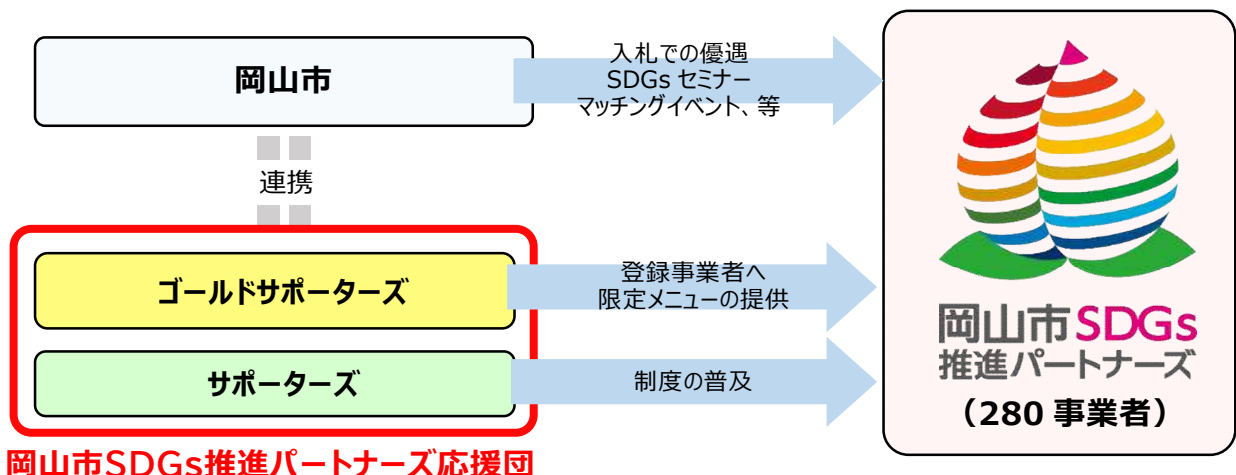 岡山市
入札での優遇
SDGs セミナー
マッチングイベント、等
連携
ゴールドサポーターズ
登録事業者へ
限定メニューの提供
サポーターズ
制度の普及
岡山市SDGs推進パートナーズ応援団
岡山市SDGs
推進パートナーズ
（280 事業者）